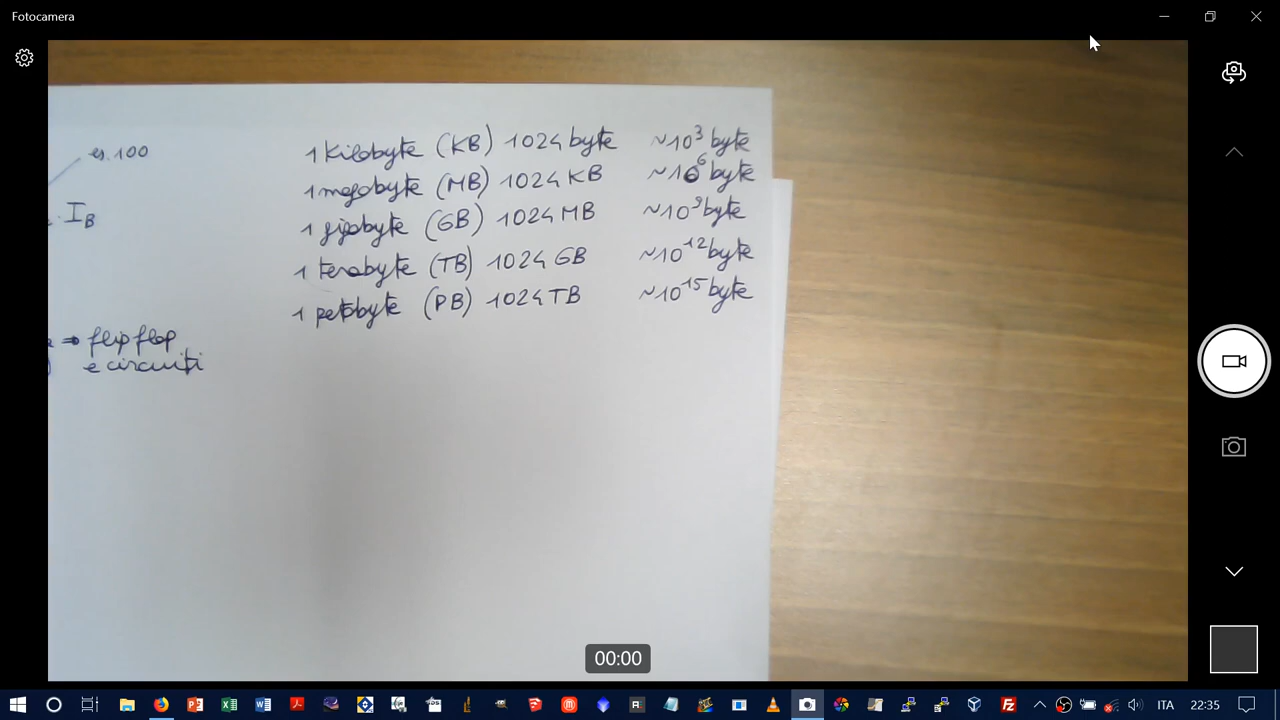 Fotocamera
es. 100
1 Kilobyte (KB) 1024 byte ~10³ byte
1 megabyte (MB) 1024 KB ~10⁶ byte
I_B
1 gigabyte (GB) 1024 MB ~10⁹ byte
1 terabyte (TB) 1024 GB ~10¹² byte
1 petabyte (PB) 1024 TB ~10¹⁵ byte
⇒ flip flop
e circuiti
00:00
ITA 22:35